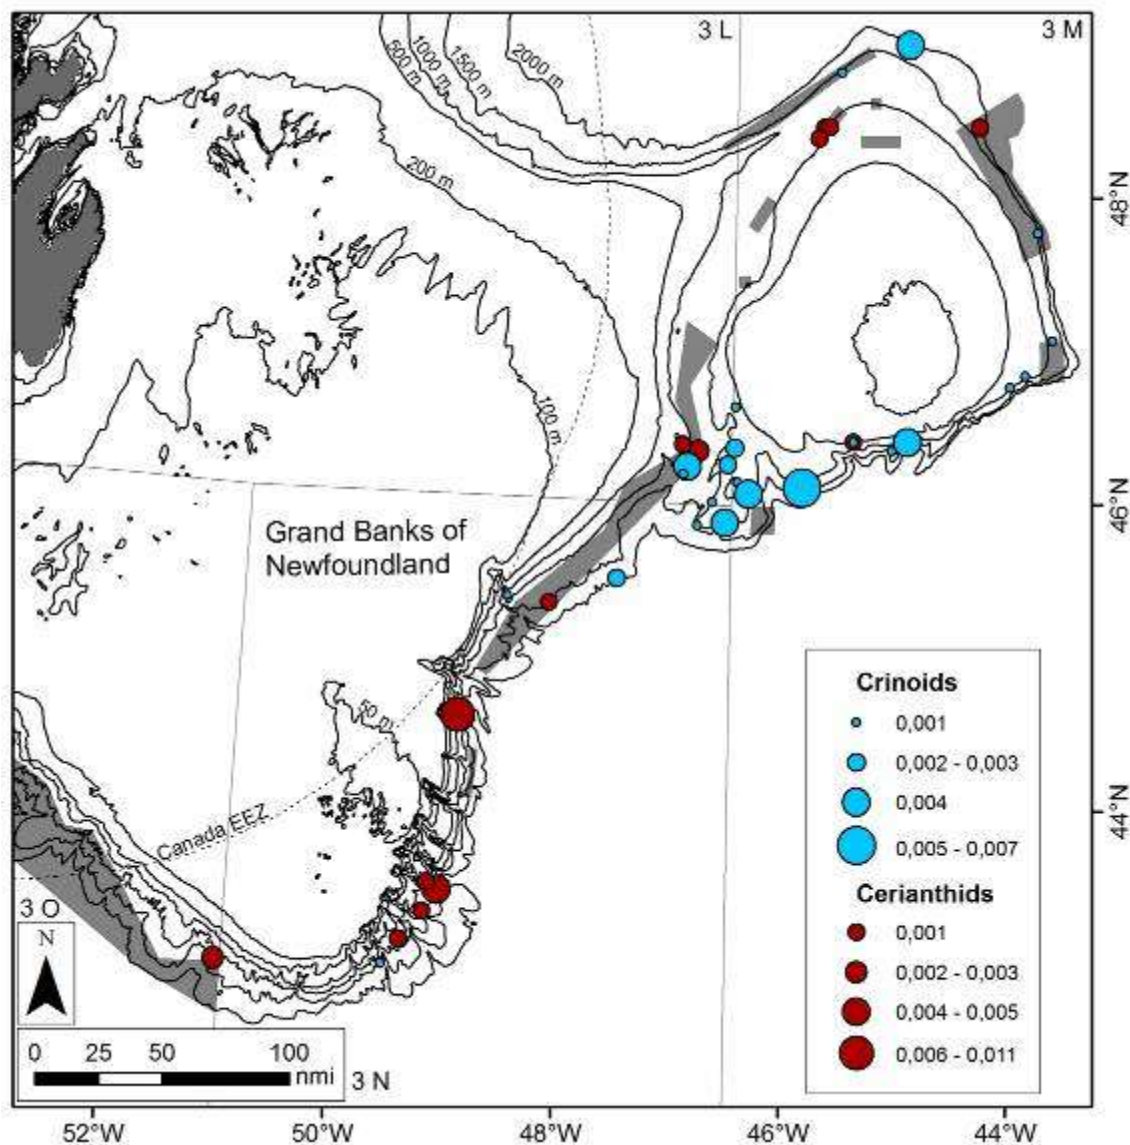 3 L
3 M
500 m
1000 m
1500 m
2000 m
200 m
100 m
48°N
46°N
44°N
Grand Banks of
Newfoundland
50 m
Canada EEZ
Crinoids
0,001
0,002 - 0,003
0,004
0,005 - 0,007
Cerianthids
0,001
0,002 - 0,003
0,004 - 0,005
0,006 - 0,011
3 O
N
0 25 50 100
nmi
3 N
52°W 50°W 48°W 46°W 44°W